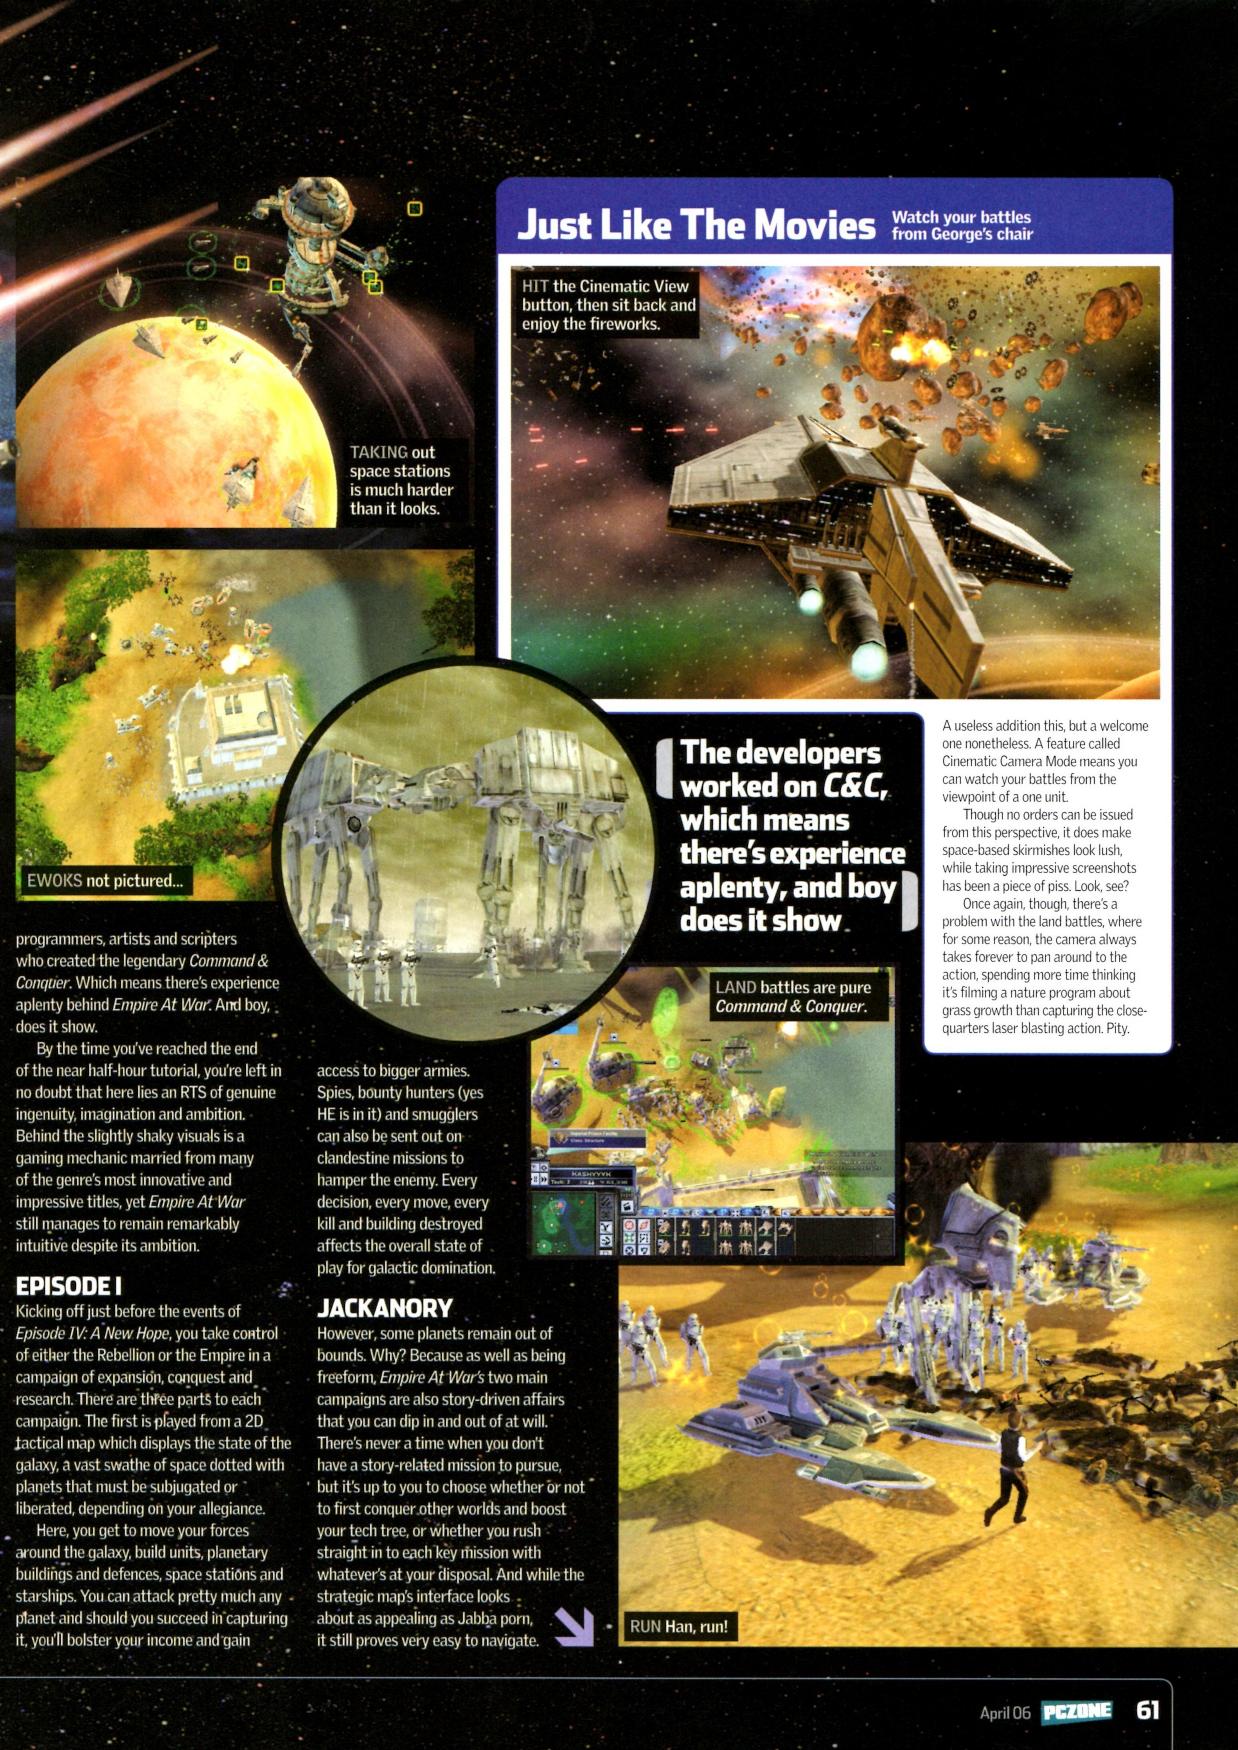 Just Like The Movies
Watch your battles
from George's chair
HIT the Cinematic View
button, then sit back and
enjoy the fireworks.
TAKING out
space stations
is much harder
than it looks.
EWOKS not pictured...
The developers
worked on C&C,
which means
there's experience
aplenty, and boy
does it show
A useless addition this, but a welcome
one nonetheless. A feature called
Cinematic Camera Mode means you
can watch your battles from the
viewpoint of a one unit.
Though no orders can be issued
from this perspective, it does make
space-based skirmishes look lush,
while taking impressive screenshots
has been a piece of piss. Look, see?
Once again, though, there's a
problem with the land battles, where
for some reason, the camera always
takes forever to pan around to the
action, spending more time thinking
it's filming a nature program about
grass growth than capturing the close-
quarters laser blasting action. Pity.
LAND battles are pure
Command & Conquer.
KASHYYYK
programmers, artists and scripters
who created the legendary Command &
Conquer. Which means there's experience
aplenty behind Empire At War. And boy,
does it show.
By the time you've reached the end
of the near half-hour tutorial, you're left in
no doubt that here lies an RTS of genuine
ingenuity, imagination and ambition.
Behind the slightly shaky visuals is a
gaming mechanic married from many
of the genre's most innovative and
impressive titles, yet Empire At War
still manages to remain remarkably
intuitive despite its ambition.
EPISODE I
Kicking off just before the events of
Episode IV: A New Hope, you take control
of either the Rebellion or the Empire in a
campaign of expansion, conquest and
research. There are three parts to each
campaign. The first is played from a 2D
tactical map which displays the state of the
galaxy, a vast swathe of space dotted with
planets that must be subjugated or
liberated, depending on your allegiance.
Here, you get to move your forces
around the galaxy, build units, planetary
buildings and defences, space stations and
starships. You can attack pretty much any
planet and should you succeed in capturing
it, you'll bolster your income and gain
access to bigger armies.
Spies, bounty hunters (yes
HE is in it) and smugglers
can also be sent out on
clandestine missions to
hamper the enemy. Every
decision, every move, every
kill and building destroyed
affects the overall state of
play for galactic domination.
JACKANORY
However, some planets remain out of
bounds. Why? Because as well as being
freeform, Empire At War's two main
campaigns are also story-driven affairs
that you can dip in and out of at will.
There's never a time when you don't
have a story-related mission to pursue,
but it's up to you to choose whether or not
to first conquer other worlds and boost
your tech tree, or whether you rush
straight in to each key mission with
whatever's at your disposal. And while the
strategic map's interface looks
about as appealing as Jabba porn,
it still proves very easy to navigate.
RUN Han, run!
April 06 PCZONE 61